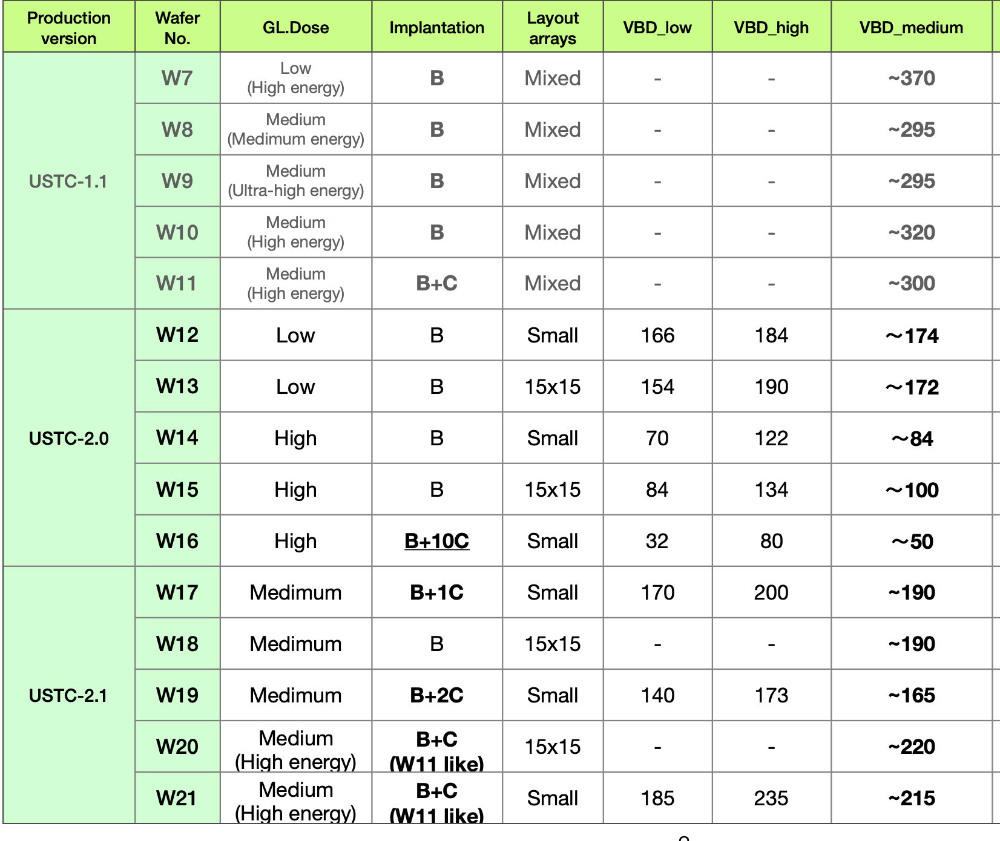 Production version | Wafer No. | GL.Dose | Implantation | Layout arrays | VBD_low | VBD_high | VBD_medium
USTC-1.1 | W7 | Low (High energy) | B | Mixed | - | - | ~370
W8 | Medium (Medimum energy) | B | Mixed | - | - | ~295
W9 | Medium (Ultra-high energy) | B | Mixed | - | - | ~295
W10 | Medium (High energy) | B | Mixed | - | - | ~320
W11 | Medium (High energy) | B+C | Mixed | - | - | ~300
USTC-2.0 | W12 | Low | B | Small | 166 | 184 | ~174
W13 | Low | B | 15x15 | 154 | 190 | ~172
W14 | High | B | Small | 70 | 122 | ~84
W15 | High | B | 15x15 | 84 | 134 | ~100
W16 | High | B+10C | Small | 32 | 80 | ~50
USTC-2.1 | W17 | Medimum | B+1C | Small | 170 | 200 | ~190
W18 | Medimum | B | 15x15 | - | - | ~190
W19 | Medimum | B+2C | Small | 140 | 173 | ~165
W20 | Medium (High energy) | B+C (W11 like) | 15x15 | - | - | ~220
W21 | Medium (High energy) | B+C (W11 like) | Small | 185 | 235 | ~215